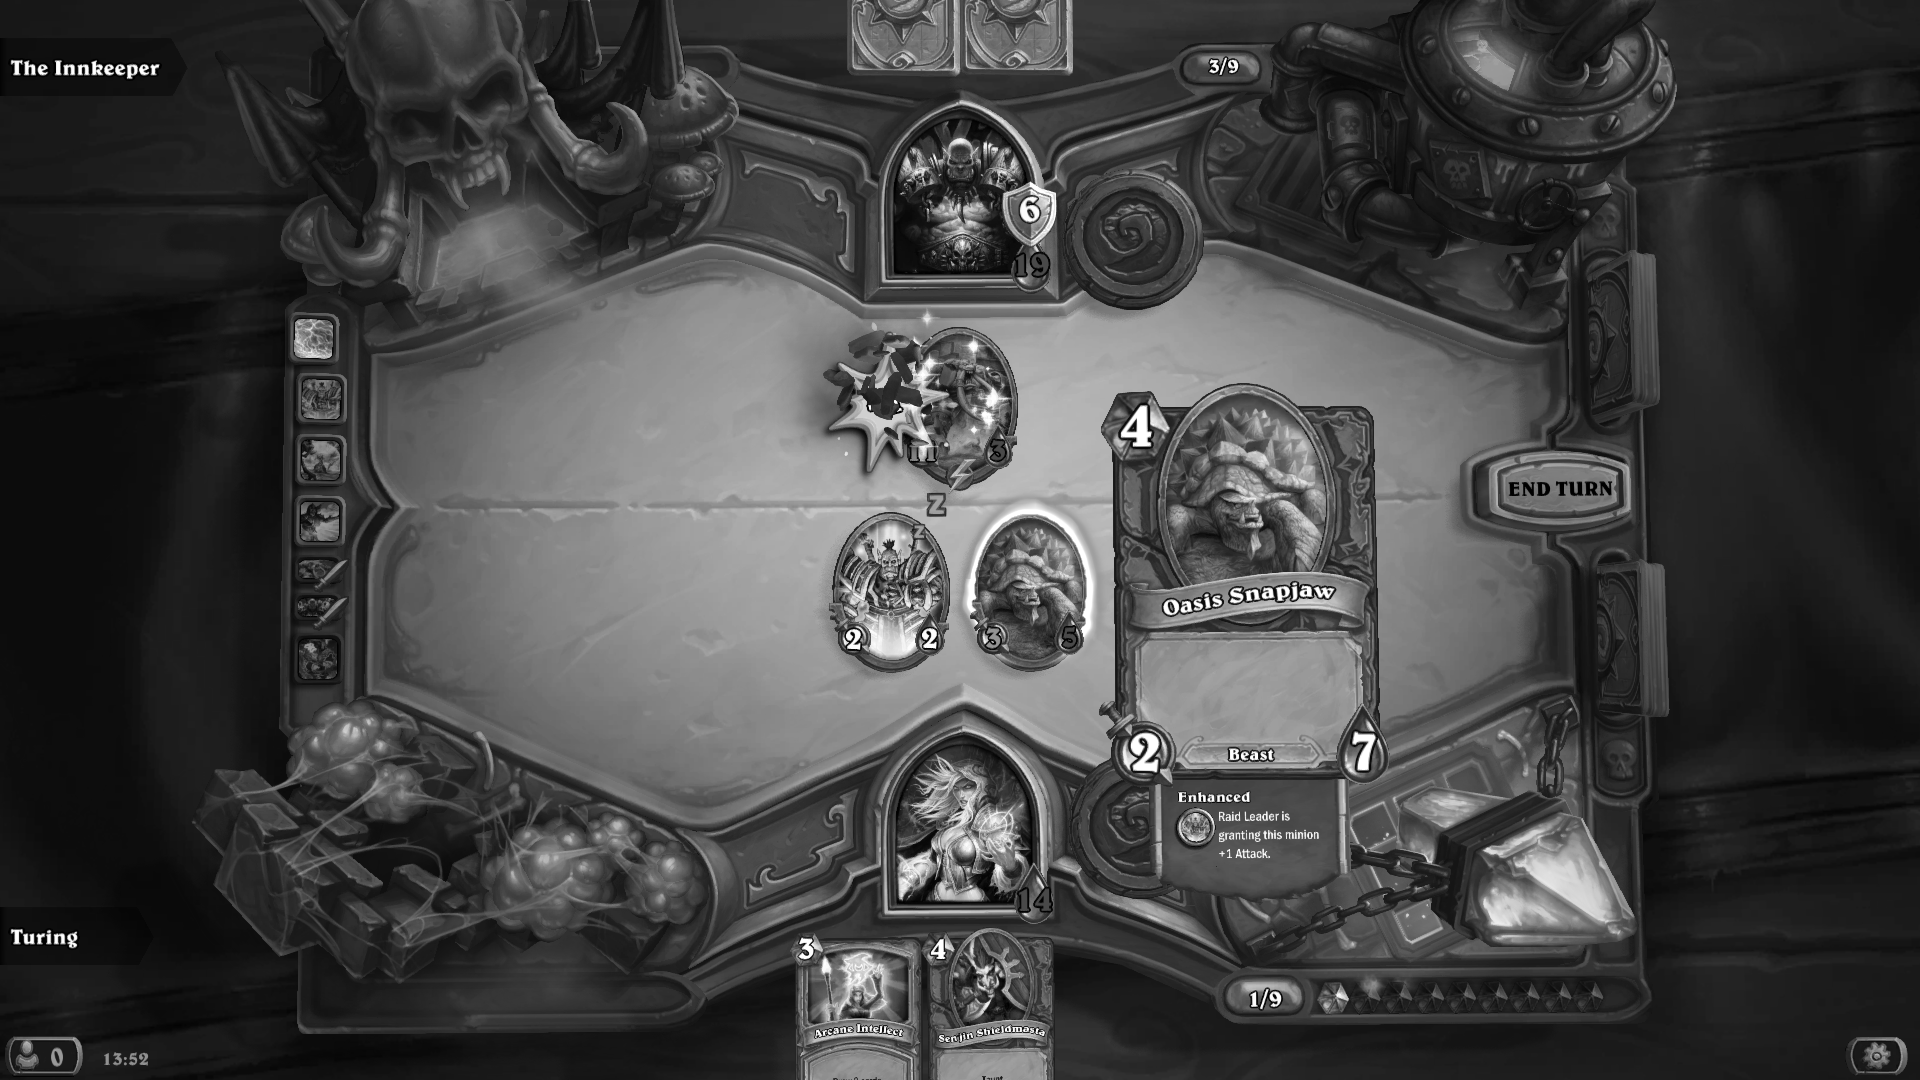 The Innkeeper
3/9
6
19
11
3
Z
Z
END TURN
4
Oasis Snapjaw
2
2
3
5
2
Beast
7
Enhanced
Raid Leader is
granting this minion
+1 Attack.
14
Turing
3
4
Arcane Intellect
Sen'jin Shieldmasta
Taunt
1/9
0
13:52